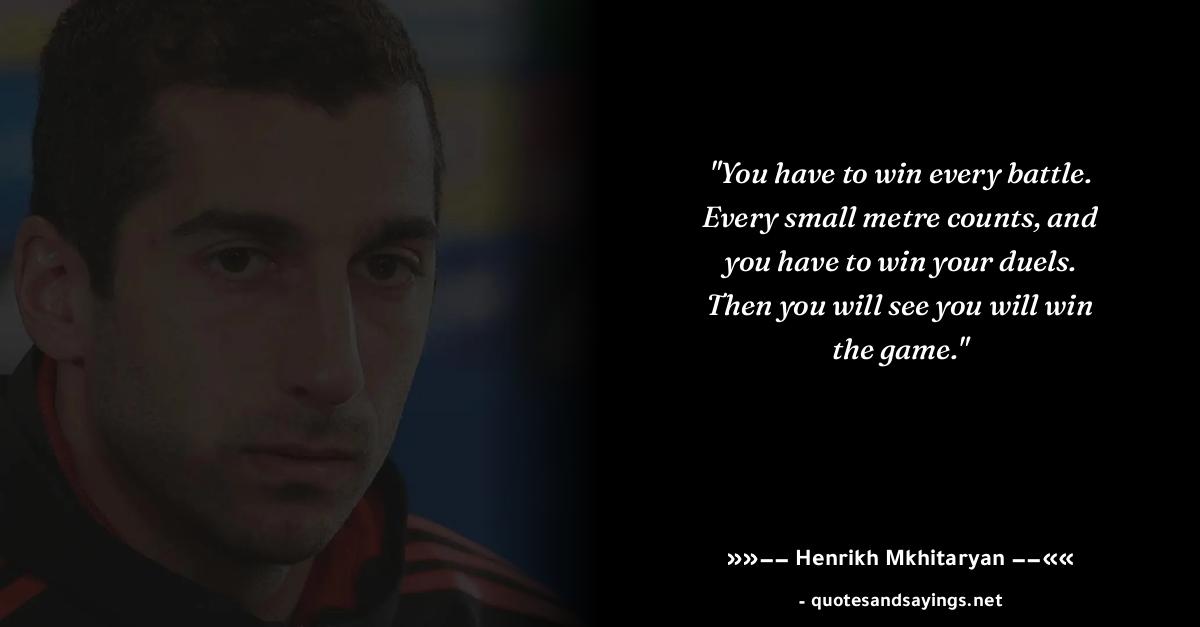 "You have to win every battle.
Every small metre counts, and
you have to win your duels.
Then you will see you will win
the game."
»»−− Henrikh Mkhitaryan −−««
- quotesandsayings.net